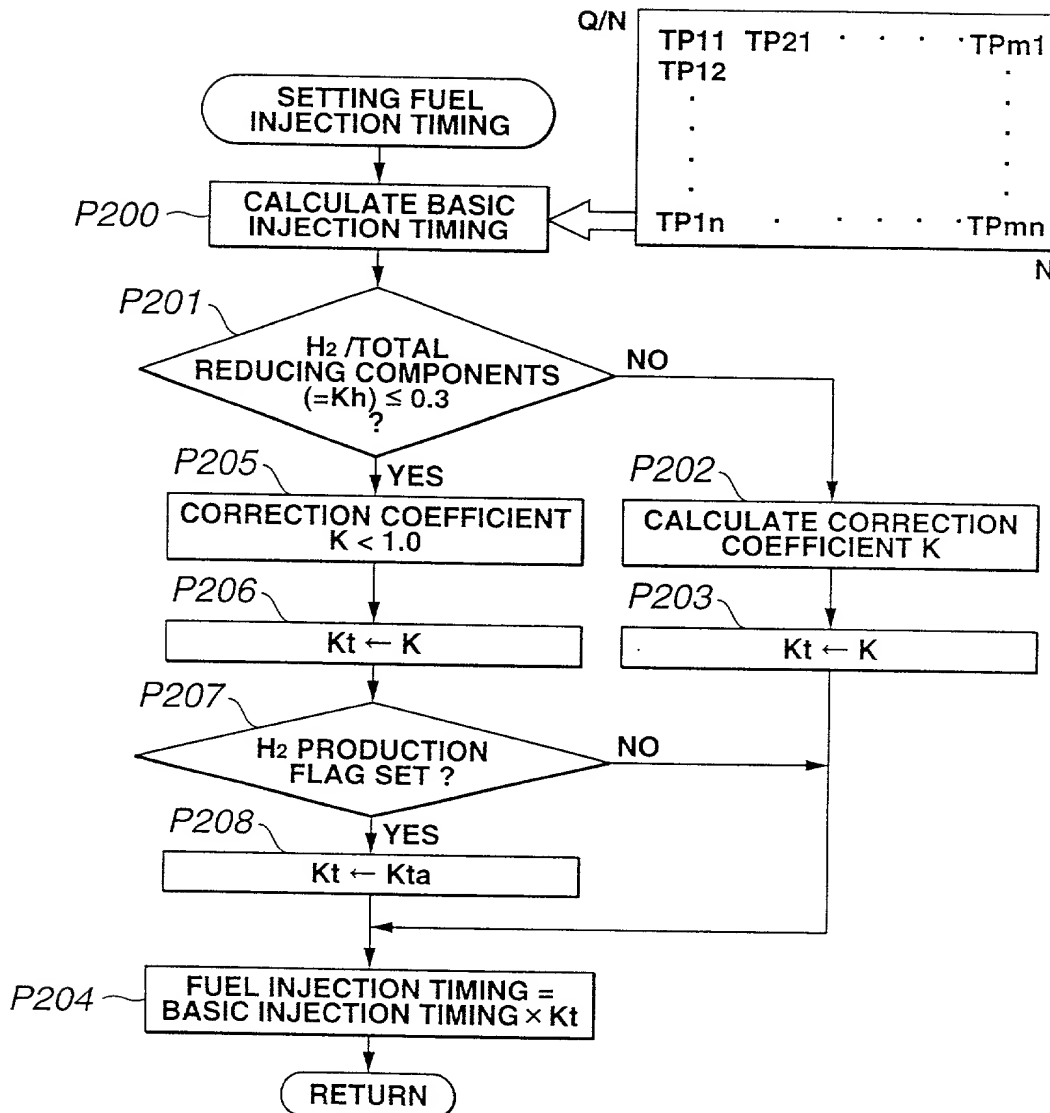 Q/N
TP11 TP21 · · · · TPm1
TP12 ·
· ·
· ·
· ·
· ·
TP1n · · · · TPmn
N
SETTING FUEL
INJECTION TIMING
P200
CALCULATE BASIC
INJECTION TIMING
P201
H2 /TOTAL
REDUCING COMPONENTS
(=Kh) ≤ 0.3
?
NO
YES
P205
CORRECTION COEFFICIENT
K < 1.0
P202
CALCULATE CORRECTION
COEFFICIENT K
P206
Kt ← K
P203
Kt ← K
P207
H2 PRODUCTION
FLAG SET ?
NO
YES
P208
Kt ← Kta
P204
FUEL INJECTION TIMING =
BASIC INJECTION TIMING × Kt
RETURN